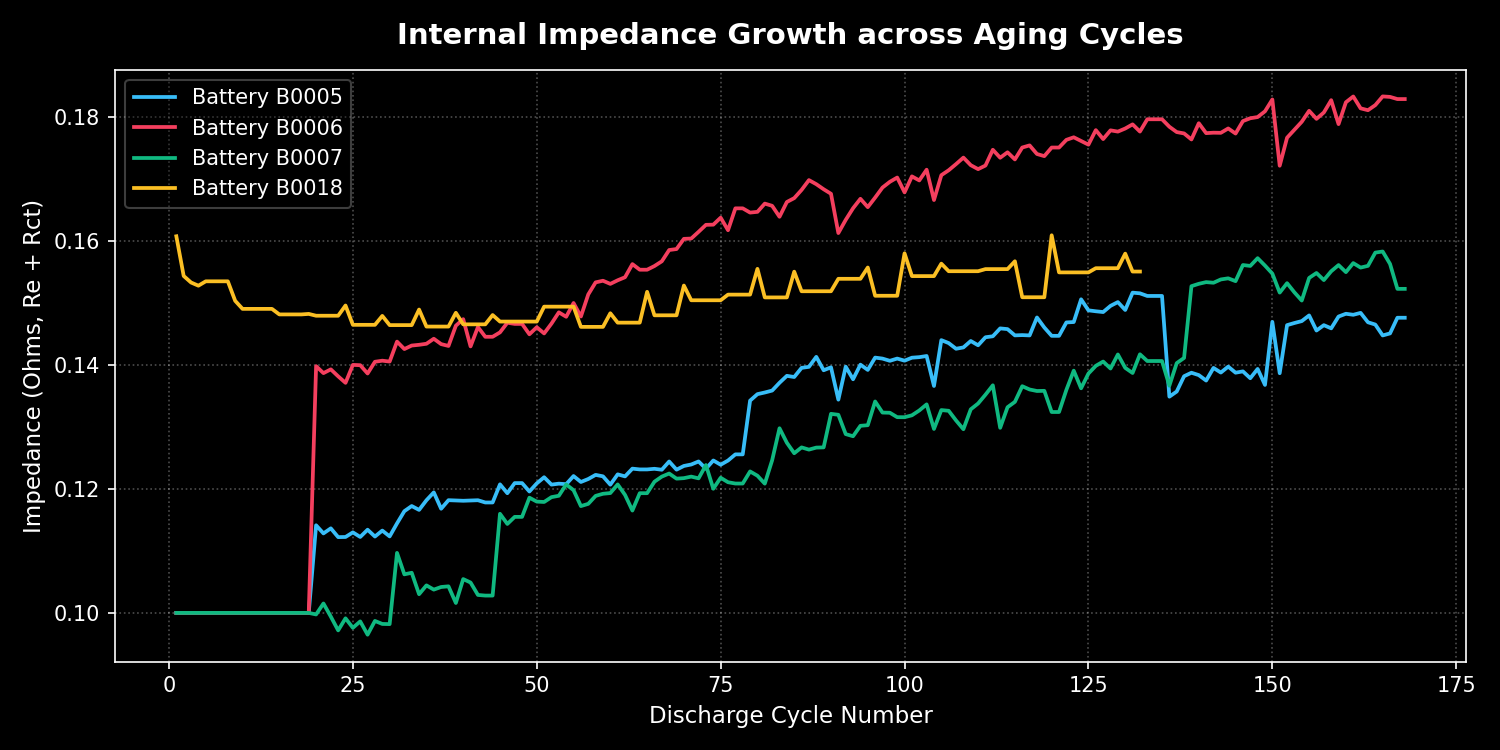 Internal Impedance Growth across Aging Cycles
Battery B0005
Battery B0006
Battery B0007
Battery B0018
Impedance (Ohms, Re + Rct)
0.18
0.16
0.14
0.12
0.10
0 25 50 75 100 125 150 175
Discharge Cycle Number